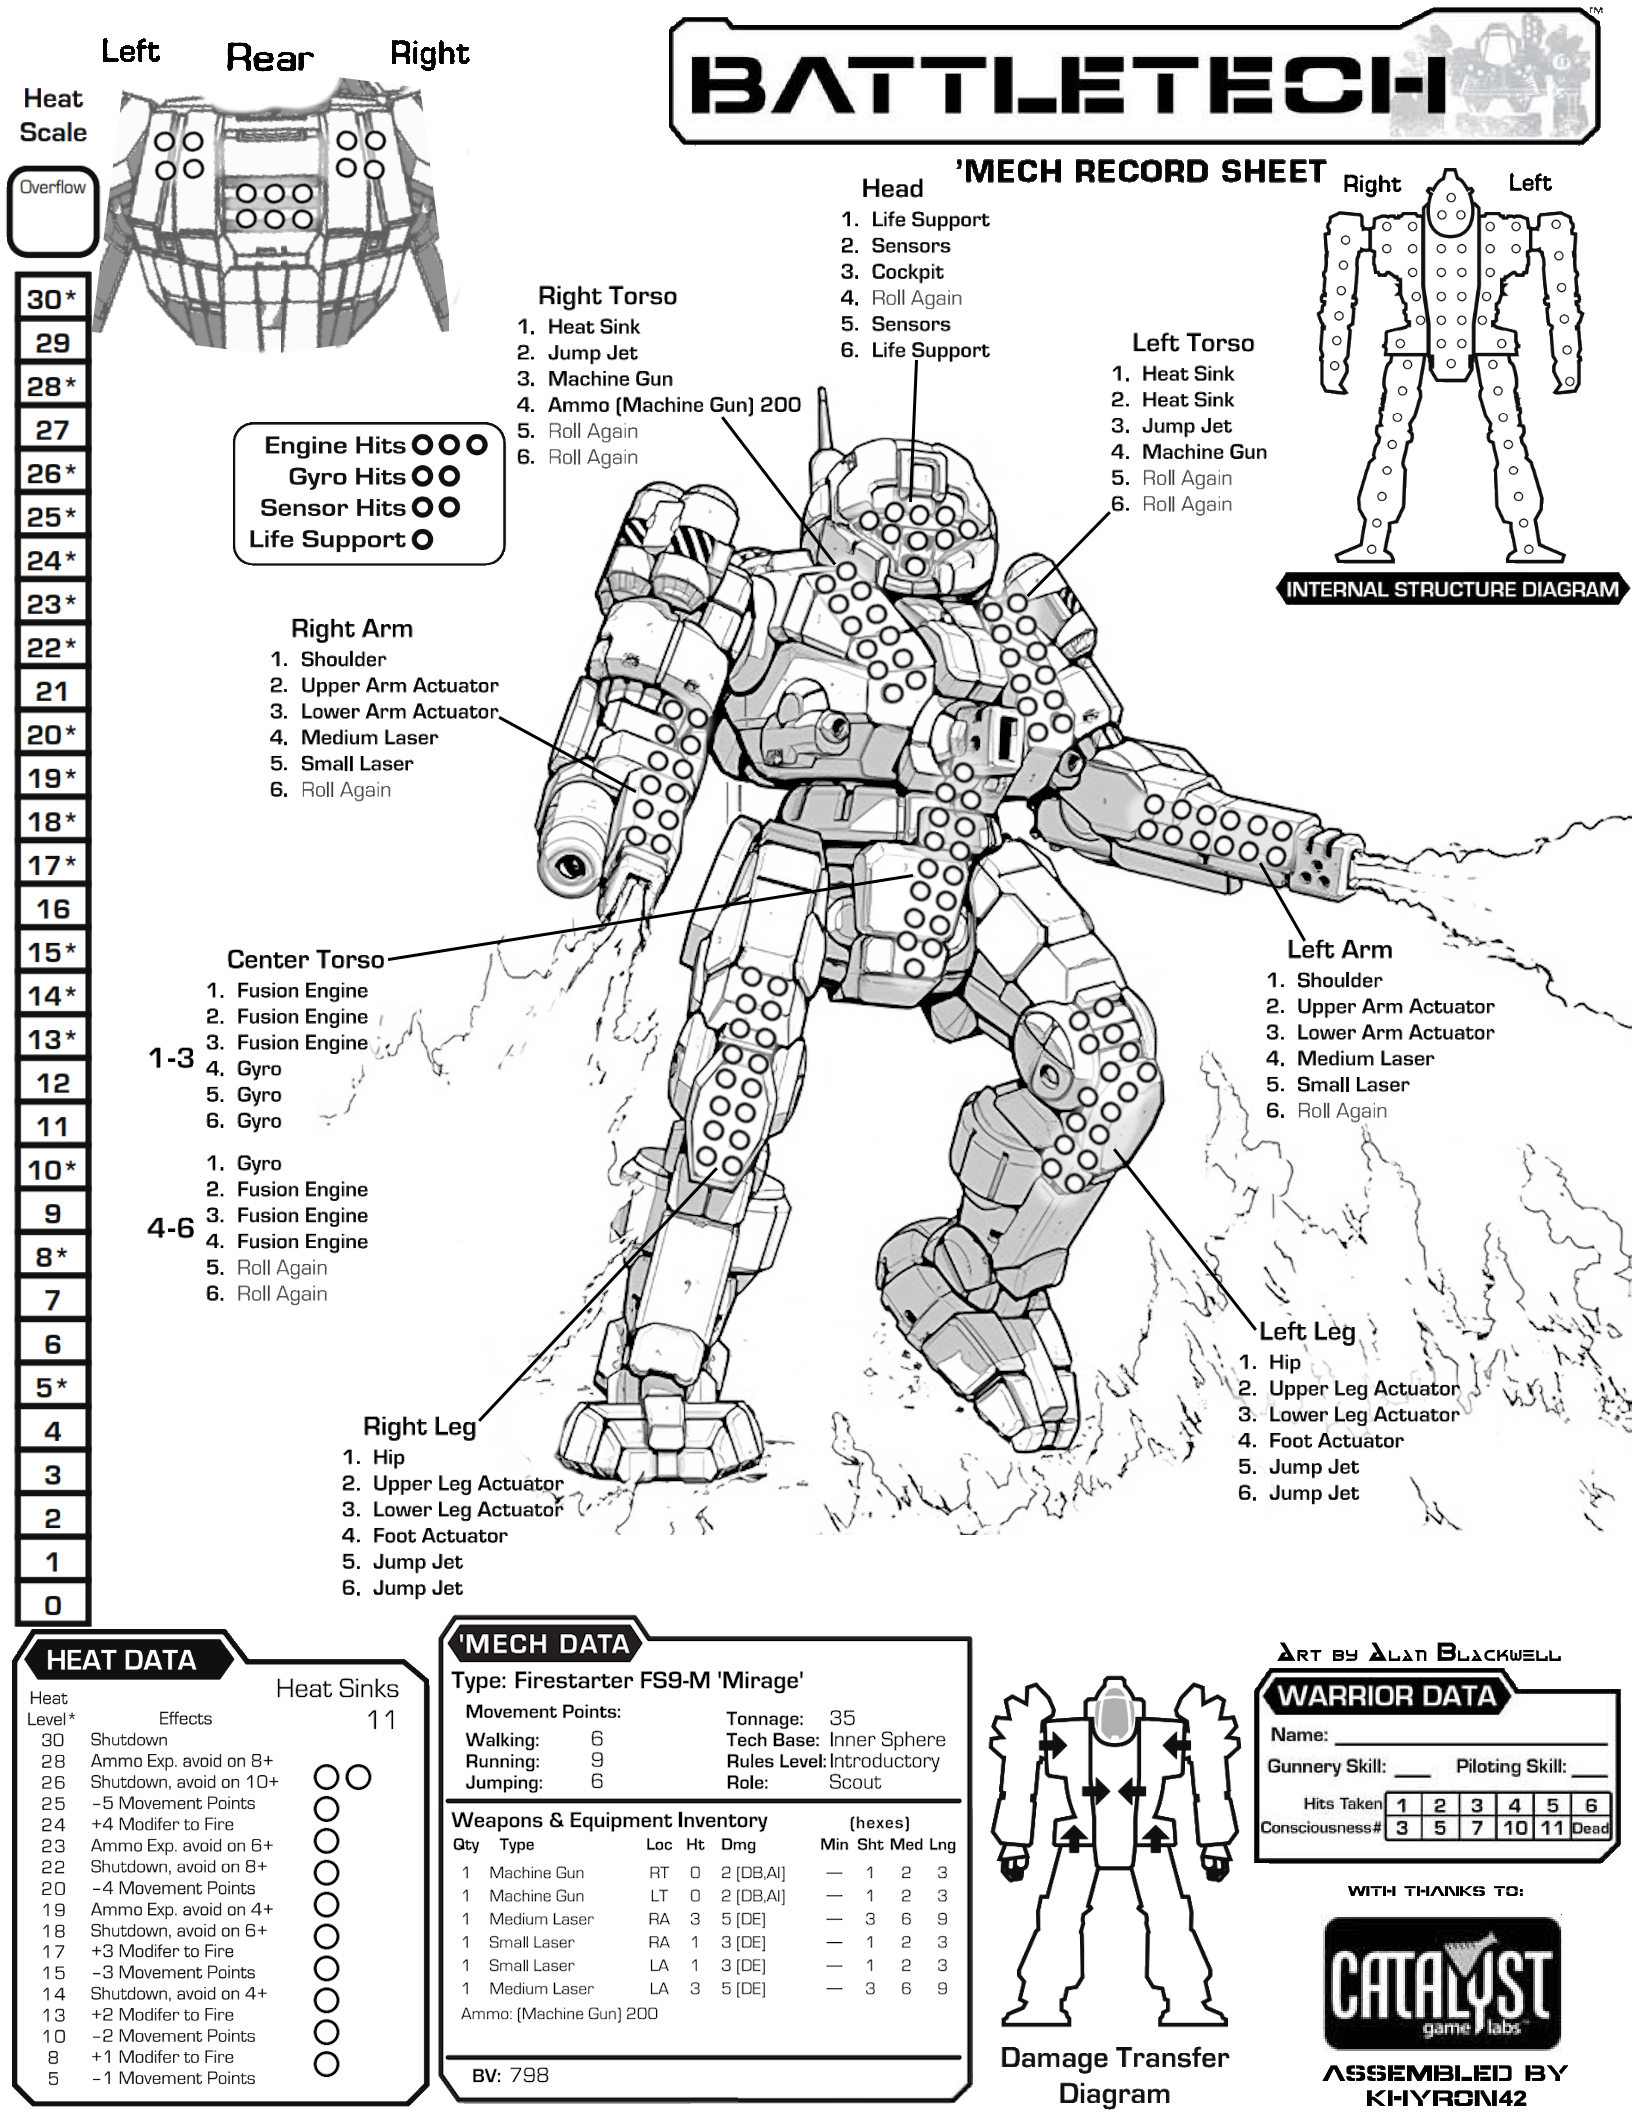 Left Rear Right
Heat
Scale
Overflow
30*
29
28*
27
26*
25*
24*
23*
22*
21
20*
19*
18*
17*
16
15*
14*
13*
12
11
10*
9
8*
7
6
5*
4
3
2
1
0
BATTLETECH
TM
'MECH RECORD SHEET
Head
1. Life Support
2. Sensors
3. Cockpit
4. Roll Again
5. Sensors
6. Life Support
Right Left
INTERNAL STRUCTURE DIAGRAM
Right Torso
1. Heat Sink
2. Jump Jet
3. Machine Gun
4. Ammo (Machine Gun) 200
5. Roll Again
6. Roll Again
Left Torso
1. Heat Sink
2. Heat Sink
3. Jump Jet
4. Machine Gun
5. Roll Again
6. Roll Again
Engine Hits
Gyro Hits
Sensor Hits
Life Support
Right Arm
1. Shoulder
2. Upper Arm Actuator
3. Lower Arm Actuator
4. Medium Laser
5. Small Laser
6. Roll Again
Center Torso
1-3
1. Fusion Engine
2. Fusion Engine
3. Fusion Engine
4. Gyro
5. Gyro
6. Gyro
4-6
1. Gyro
2. Fusion Engine
3. Fusion Engine
4. Fusion Engine
5. Roll Again
6. Roll Again
Left Arm
1. Shoulder
2. Upper Arm Actuator
3. Lower Arm Actuator
4. Medium Laser
5. Small Laser
6. Roll Again
Right Leg
1. Hip
2. Upper Leg Actuator
3. Lower Leg Actuator
4. Foot Actuator
5. Jump Jet
6. Jump Jet
Left Leg
1. Hip
2. Upper Leg Actuator
3. Lower Leg Actuator
4. Foot Actuator
5. Jump Jet
6. Jump Jet
HEAT DATA
Heat Sinks
11
Heat
Level* Effects
30 Shutdown
28 Ammo Exp. avoid on 8+
26 Shutdown, avoid on 10+
25 -5 Movement Points
24 +4 Modifer to Fire
23 Ammo Exp. avoid on 6+
22 Shutdown, avoid on 8+
20 -4 Movement Points
19 Ammo Exp. avoid on 4+
18 Shutdown, avoid on 6+
17 +3 Modifer to Fire
15 -3 Movement Points
14 Shutdown, avoid on 4+
13 +2 Modifer to Fire
10 -2 Movement Points
8 +1 Modifer to Fire
5 -1 Movement Points
'MECH DATA
Type: Firestarter FS9-M 'Mirage'
Movement Points:
Walking: 6
Running: 9
Jumping: 6
Tonnage: 35
Tech Base: Inner Sphere
Rules Level: Introductory
Role: Scout
Weapons & Equipment Inventory (hexes)
Qty Type Loc Ht Dmg Min Sht Med Lng
1 Machine Gun RT 0 2 [DB,AI] — 1 2 3
1 Machine Gun LT 0 2 [DB,AI] — 1 2 3
1 Medium Laser RA 3 5 [DE] — 3 6 9
1 Small Laser RA 1 3 [DE] — 1 2 3
1 Small Laser LA 1 3 [DE] — 1 2 3
1 Medium Laser LA 3 5 [DE] — 3 6 9
Ammo: (Machine Gun) 200
BV: 798
Damage Transfer
Diagram
ART BY ALAN BLACKWELL
WARRIOR DATA
Name:
Gunnery Skill: Piloting Skill:
Hits Taken 1 2 3 4 5 6
Consciousness# 3 5 7 10 11 Dead
WITH THANKS TO:
CATALYST
game labs
ASSEMBLED BY
KHYRON42